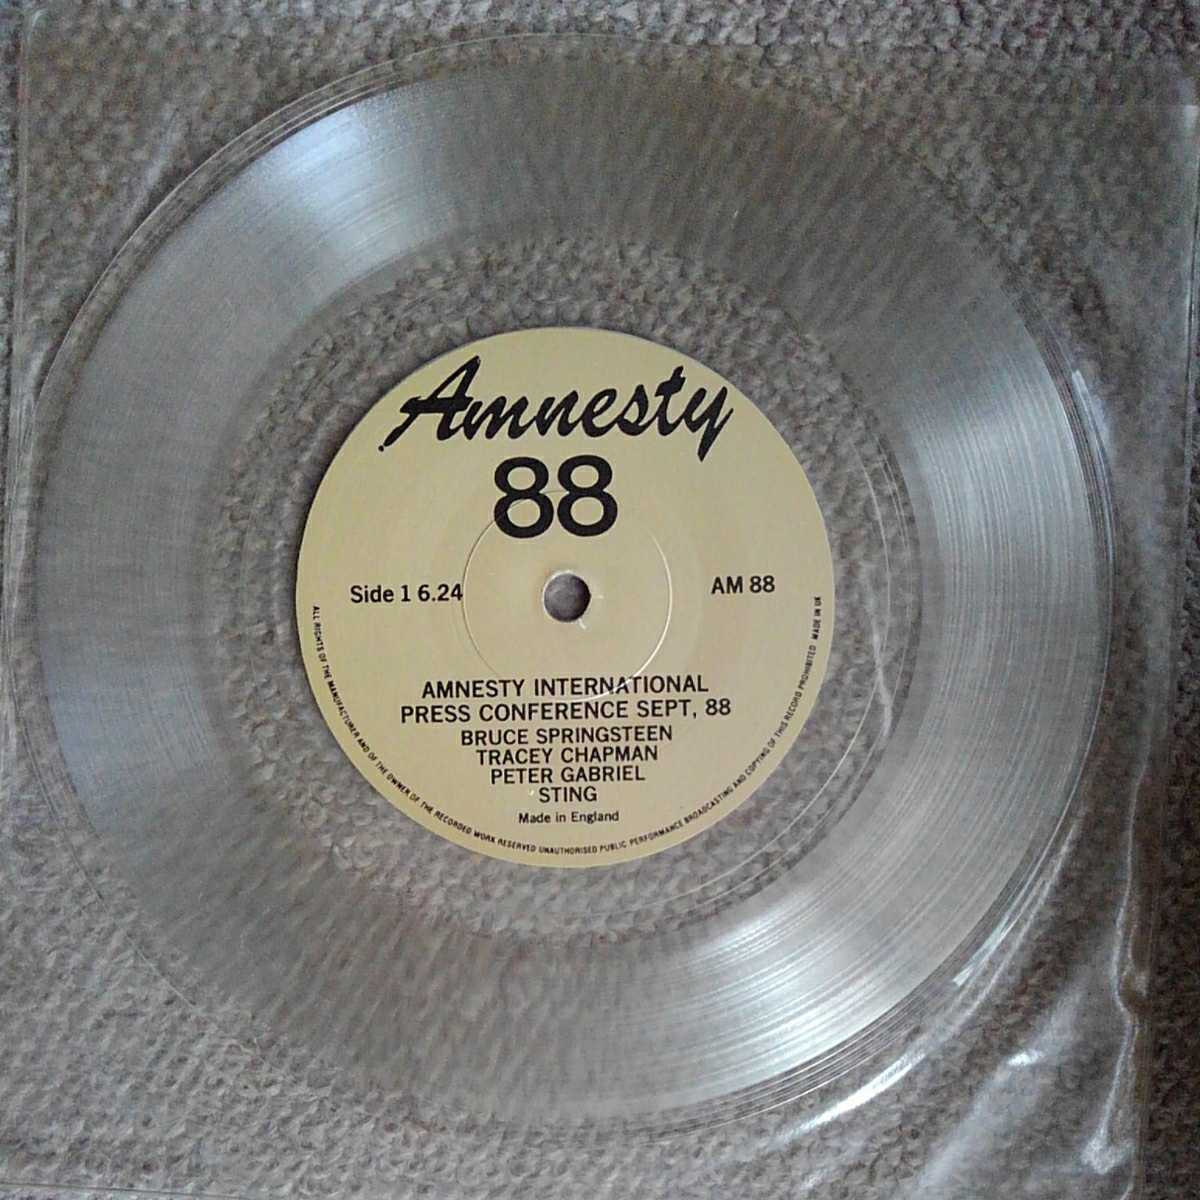 Amnesty
88
Side 1 6.24
AM 88
AMNESTY INTERNATIONAL
PRESS CONFERENCE SEPT, 88
BRUCE SPRINGSTEEN
TRACEY CHAPMAN
PETER GABRIEL
STING
Made in England
ALL RIGHTS OF THE MANUFACTURER AND OF THE OWNER OF THE RECORDED WORK RESERVED UNAUTHORISED PUBLIC PERFORMANCE BROADCASTING AND COPYING OF THIS RECORD PROHIBITED MADE IN UK